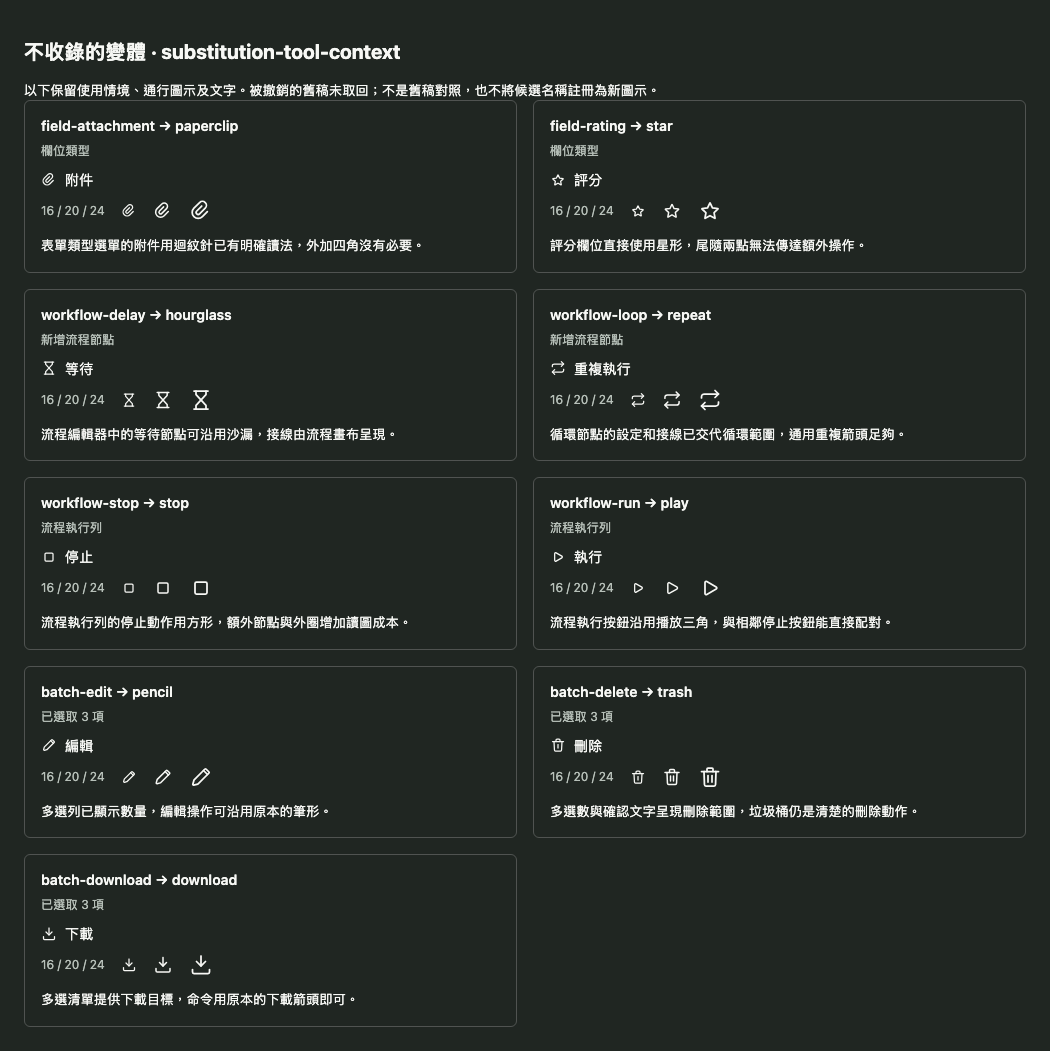 不收錄的變體 · substitution-tool-context
以下保留使用情境、通行圖示及文字。被撤銷的舊稿未取回；不是舊稿對照，也不將候選名稱註冊為新圖示。
field-attachment → paperclip
欄位類型
附件
16 / 20 / 24
表單類型選單的附件用迴紋針已有明確讀法，外加四角沒有必要。
field-rating → star
欄位類型
評分
16 / 20 / 24
評分欄位直接使用星形，尾隨兩點無法傳達額外操作。
workflow-delay → hourglass
新增流程節點
等待
16 / 20 / 24
流程編輯器中的等待節點可沿用沙漏，接線由流程畫布呈現。
workflow-loop → repeat
新增流程節點
重複執行
16 / 20 / 24
循環節點的設定和接線已交代循環範圍，通用重複箭頭足夠。
workflow-stop → stop
流程執行列
停止
16 / 20 / 24
流程執行列的停止動作用方形，額外節點與外圈增加讀圖成本。
workflow-run → play
流程執行列
執行
16 / 20 / 24
流程執行按鈕沿用播放三角，與相鄰停止按鈕能直接配對。
batch-edit → pencil
已選取 3 項
編輯
16 / 20 / 24
多選列已顯示數量，編輯操作可沿用原本的筆形。
batch-delete → trash
已選取 3 項
刪除
16 / 20 / 24
多選數與確認文字呈現刪除範圍，垃圾桶仍是清楚的刪除動作。
batch-download → download
已選取 3 項
下載
16 / 20 / 24
多選清單提供下載目標，命令用原本的下載箭頭即可。